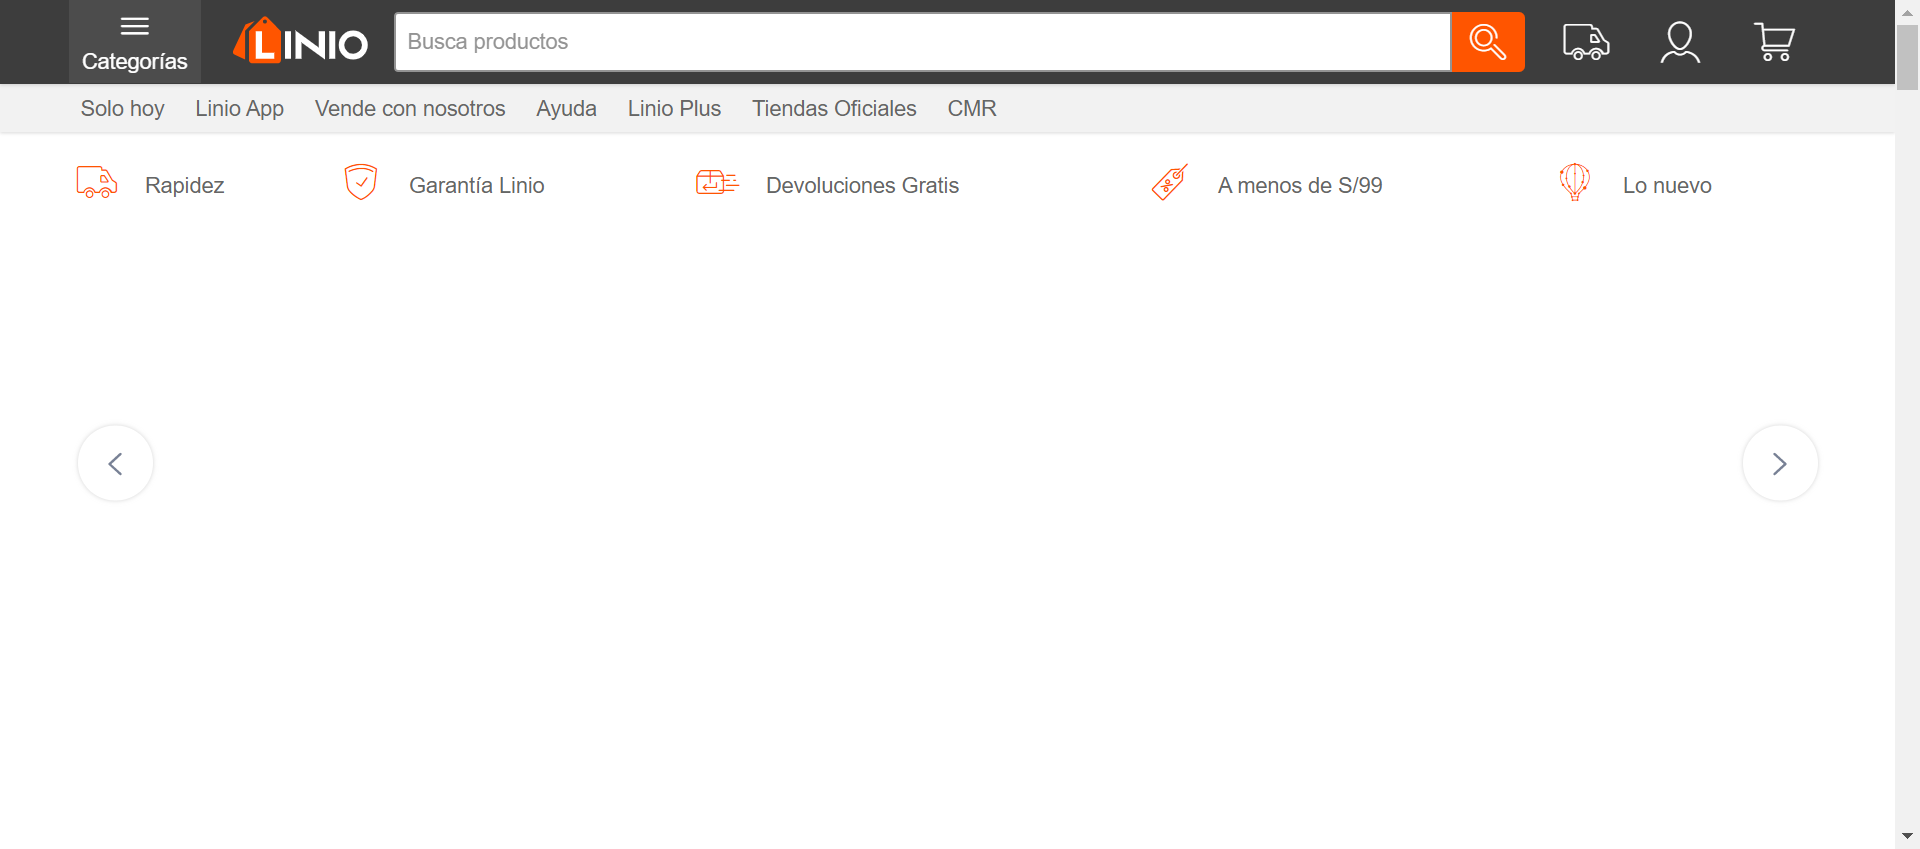 Categorías
LINIO
Busca productos
Solo hoy Linio App Vende con nosotros Ayuda Linio Plus Tiendas Oficiales CMR
Rapidez Garantía Linio Devoluciones Gratis A menos de S/99 Lo nuevo